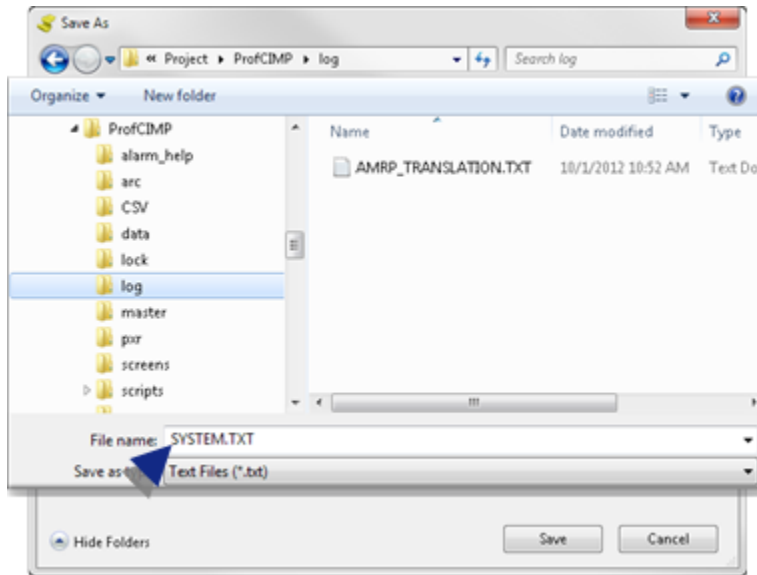 Save As
« Project ▸ ProfCIMP ▸ log
Search log
Organize ▾ New folder
ProfCIMP
alarm_help
arc
CSV
data
lock
log
master
pxr
screens
scripts
Name Date modified Type
AMRP_TRANSLATION.TXT 10/1/2012 10:52 AM Text Do
File name: SYSTEM.TXT
Save as Text Files (*.txt)
Hide Folders
Save Cancel